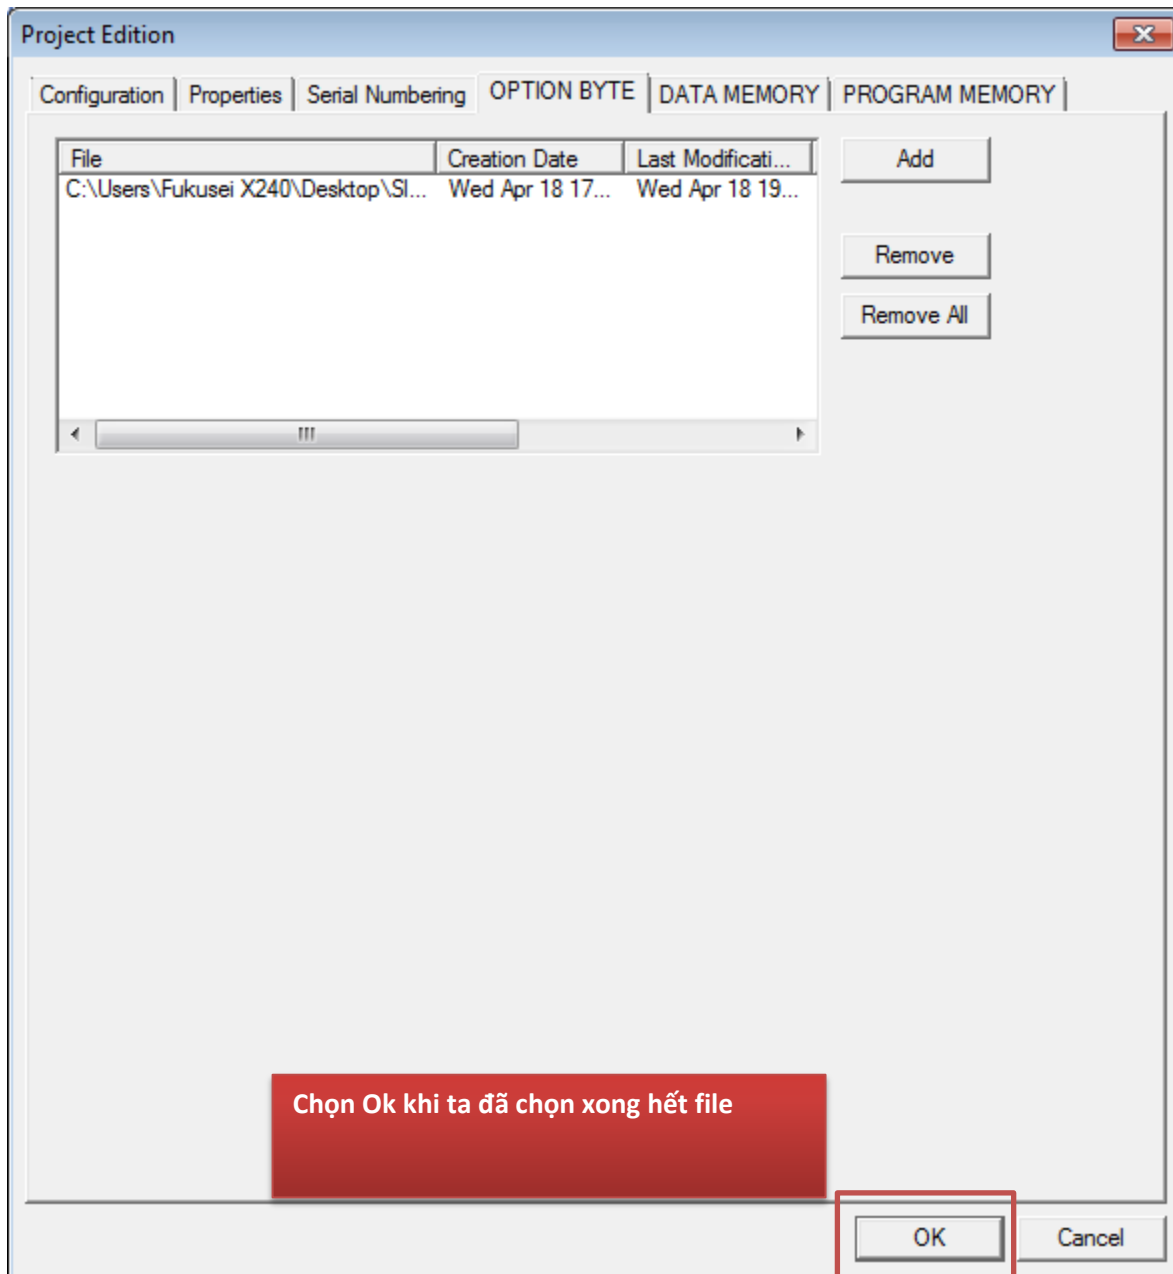 Project Edition
Configuration Properties Serial Numbering OPTION BYTE DATA MEMORY PROGRAM MEMORY
File Creation Date Last Modificati... Add
C:\Users\Fukusei X240\Desktop\Sl... Wed Apr 18 17... Wed Apr 18 19...
Remove
Remove All
Chọn Ok khi ta đã chọn xong hết file
OK Cancel